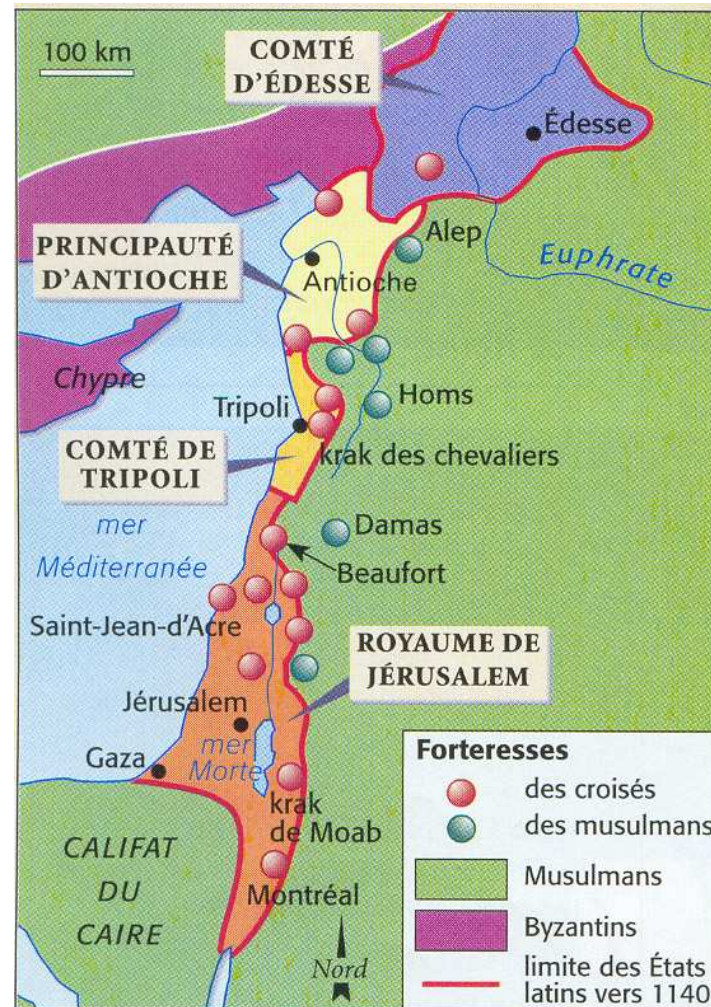 100 km
COMTÉ
D'ÉDESSE
Édesse
Alep
PRINCIPAUTÉ
D'ANTIOCHE
Antioche
Euphrate
Chypre
Homs
Tripoli
krak des chevaliers
COMTÉ DE
TRIPOLI
mer
Méditerranée
Damas
Beaufort
Saint-Jean-d'Acre
ROYAUME DE
JÉRUSALEM
Jérusalem
mer
Morte
Gaza
krak
de Moab
CALIFAT
DU
CAIRE
Montréal
Nord
Forteresses
des croisés
des musulmans
Musulmans
Byzantins
limite des États
latins vers 1140